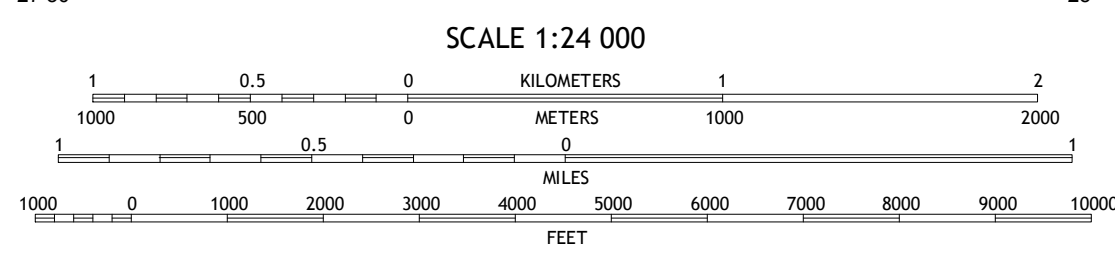 SCALE 1:24 000
1 0.5 0 KILOMETERS 1 2
1000 500 0 METERS 1000 2000
1 0.5 0 1
MILES
1000 0 1000 2000 3000 4000 5000 6000 7000 8000 9000 10000
FEET